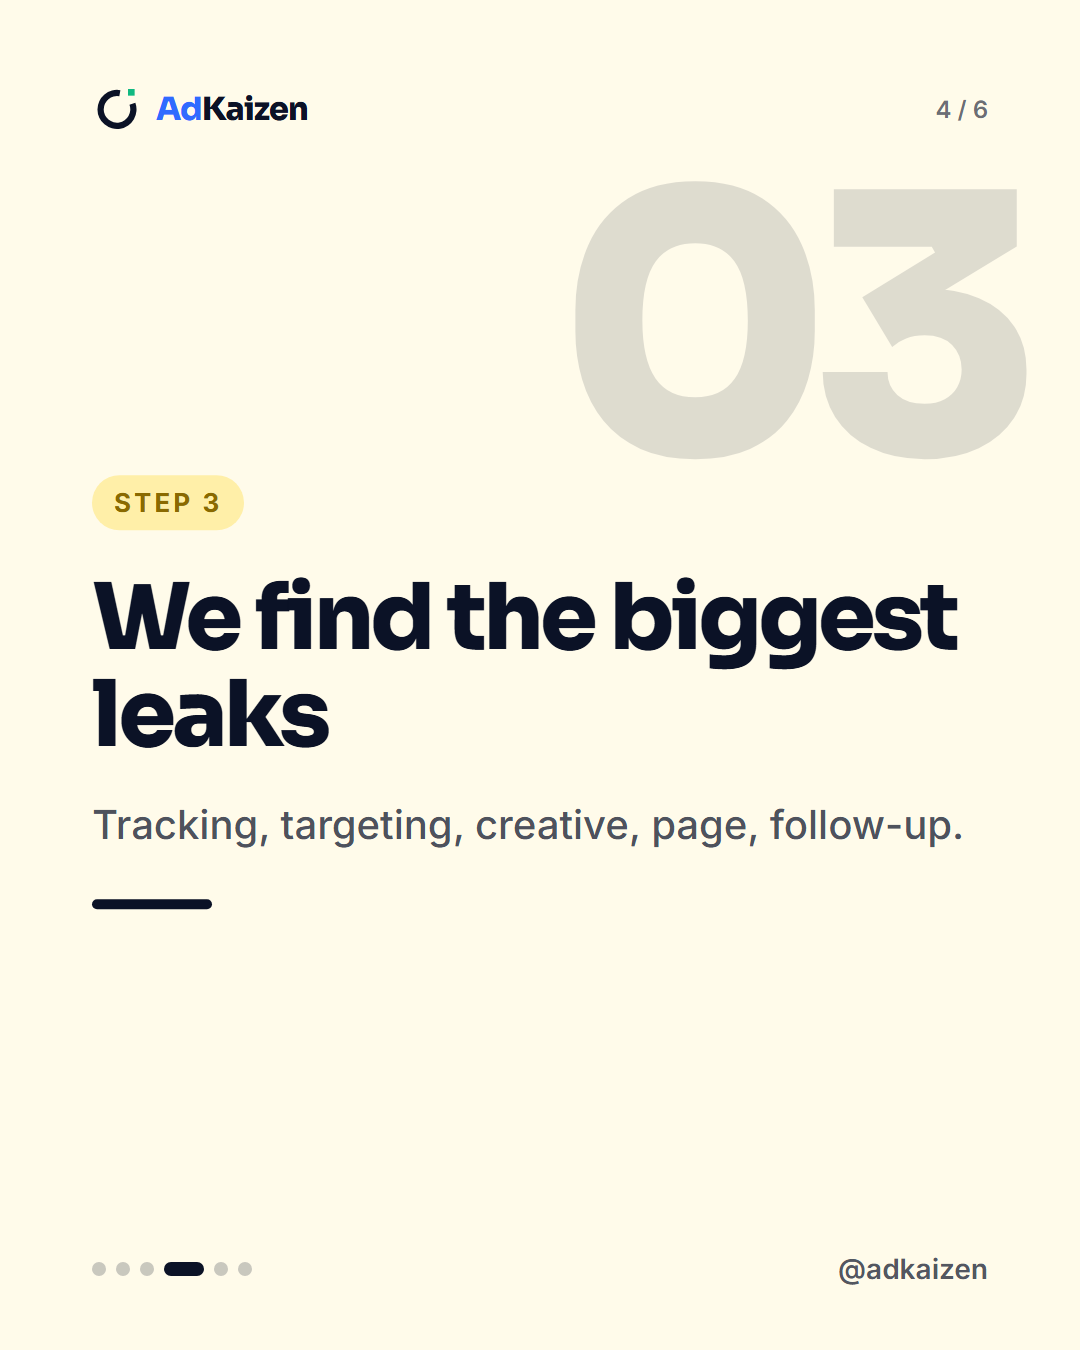 AdKaizen
4 / 6
03
STEP 3
We find the biggest
leaks
Tracking, targeting, creative, page, follow-up.
@adkaizen